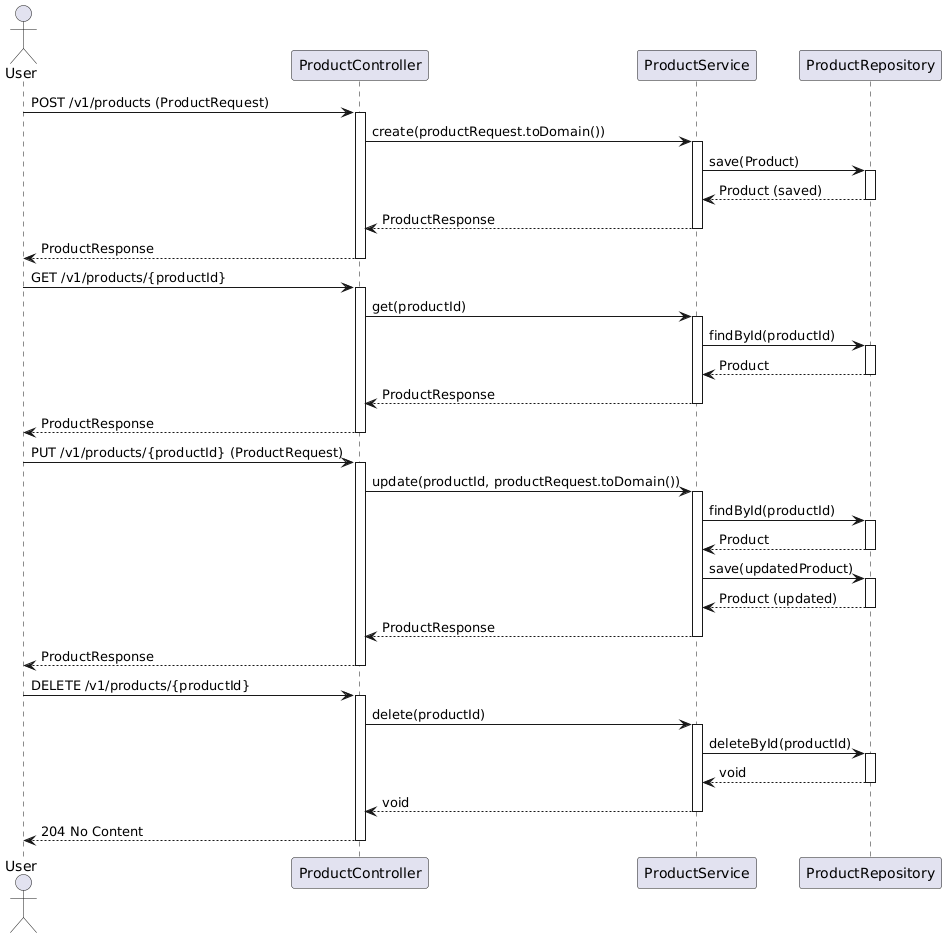 User
ProductController
ProductService
ProductRepository
POST /v1/products (ProductRequest)
create(productRequest.toDomain())
save(Product)
Product (saved)
ProductResponse
ProductResponse
GET /v1/products/{productId}
get(productId)
findById(productId)
Product
ProductResponse
ProductResponse
PUT /v1/products/{productId} (ProductRequest)
update(productId, productRequest.toDomain())
findById(productId)
Product
save(updatedProduct)
Product (updated)
ProductResponse
ProductResponse
DELETE /v1/products/{productId}
delete(productId)
deleteById(productId)
void
void
204 No Content
User
ProductController
ProductService
ProductRepository